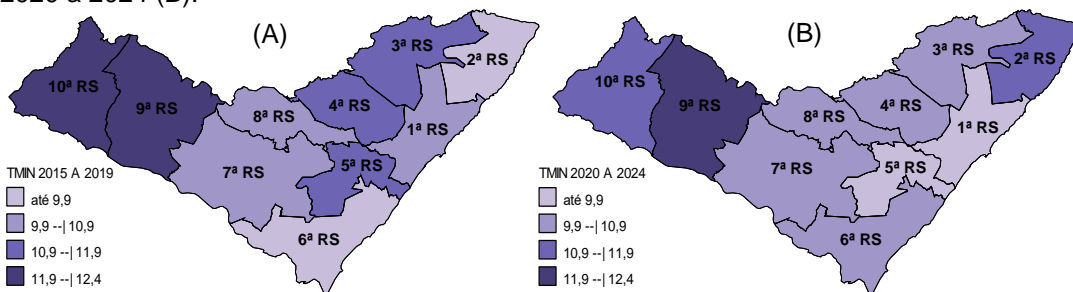 2020 a 2024 (B).
(A)
3ª RS
2ª RS
10ª RS
9ª RS
4ª RS
8ª RS
1ª RS
7ª RS
5ª RS
6ª RS
TMIN 2015 A 2019
até 9,9
9,9 --| 10,9
10,9 --| 11,9
11,9 --| 12,4
(B)
3ª RS
2ª RS
10ª RS
9ª RS
4ª RS
8ª RS
1ª RS
7ª RS
5ª RS
6ª RS
TMIN 2020 A 2024
até 9,9
9,9 --| 10,9
10,9 --| 11,9
11,9 --| 12,4